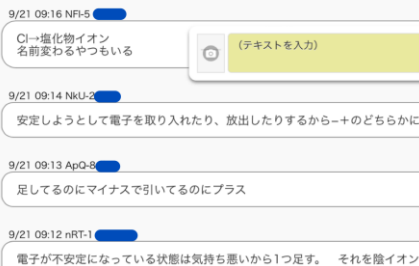 9/21 09:16 NFI-5
Cl→塩化物イオン
名前変わるやつもいる
(テキストを入力)
9/21 09:14 NkU-2
安定しようとして電子を取り入れたり、放出したりするから−+のどちらかに
9/21 09:13 ApQ-8
足してるのにマイナスで引いてるのにプラス
9/21 09:12 nRT-1
電子が不安定になっている状態は気持ち悪いから1つ足す。 それを陰イオン